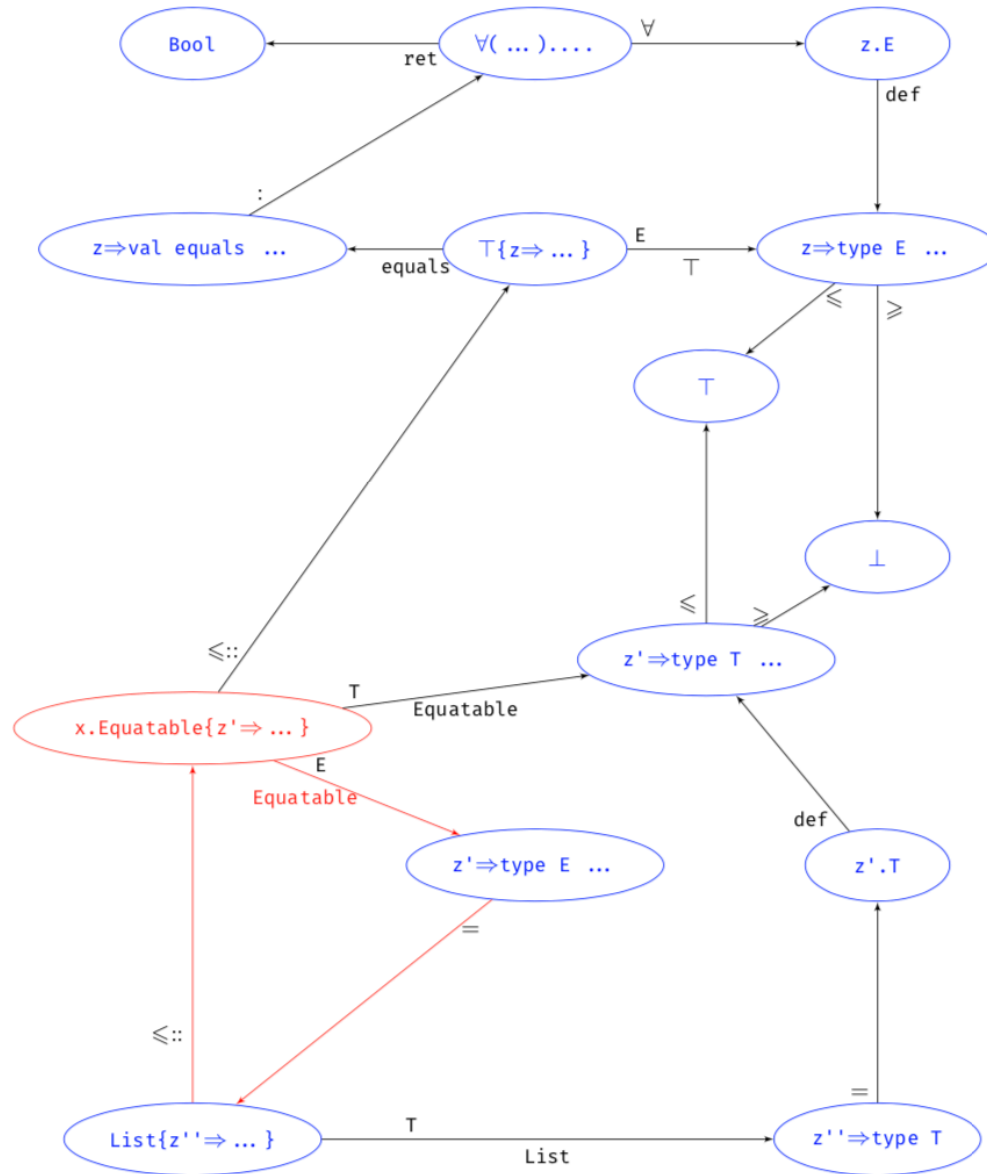 Bool
∀( … )....
z.E
∀
ret
def
:
z⇒val equals …
⊤{z⇒ … }
z⇒type E …
E
equals
⊤
⩽
⩾
⊤
⊥
⩽
⩾
⩽::
z'⇒type T …
T
Equatable
x.Equatable{z'⇒ … }
E
Equatable
def
z'⇒type E …
z'.T
=
⩽::
=
List{z''⇒ … }
T
List
z''⇒type T